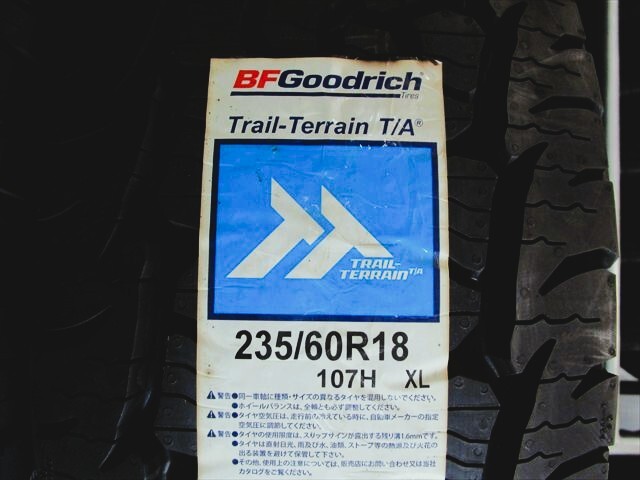 BFGoodrich
Tires
Trail-Terrain T/A®
TRAIL-
TERRAIN T/A
235/60R18
107H XL
警告●同一車軸に種類・サイズの異なるタイヤを混用しないでください。
●ホイールバランスは、全輪とも必ず調整してください。
警告●タイヤ空気圧は、走行前の冷えている時に、自動車メーカーの指定
空気圧に調節してください。
警告●タイヤの使用限度は、スリップサインが露出する残り溝1.6mmです。
●タイヤは直射日光、雨及び水、油類、ストーブ等の熱源及び火花の
出る装置を避けて保管して下さい。
●その他、使用上の注意については、販売店にお問い合わせ又は当社
カタログをご覧ください。